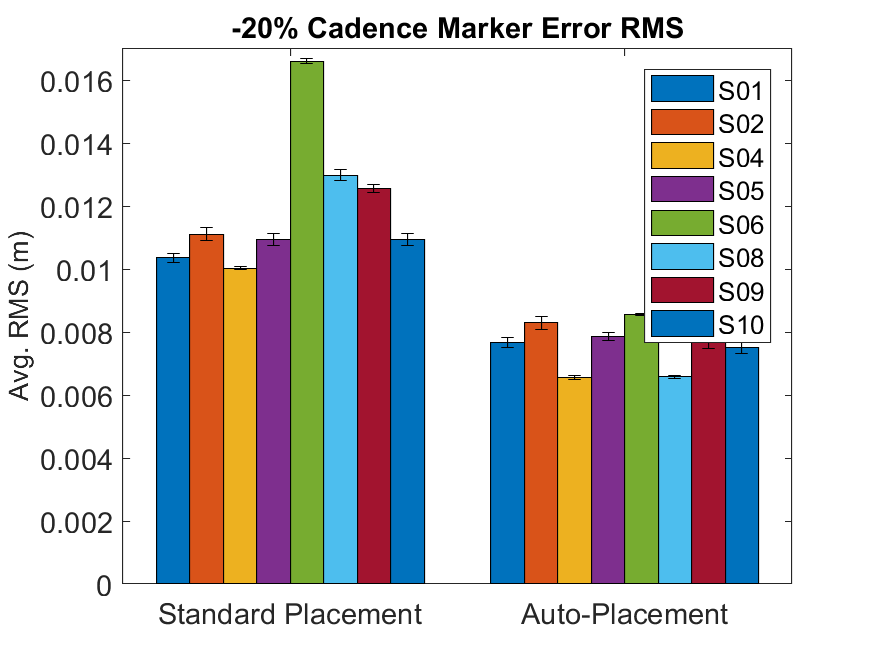 -20% Cadence Marker Error RMS
Avg. RMS (m)
0.016
0.014
0.012
0.01
0.008
0.006
0.004
0.002
0
S01
S02
S04
S05
S06
S08
S09
S10
Standard Placement
Auto-Placement